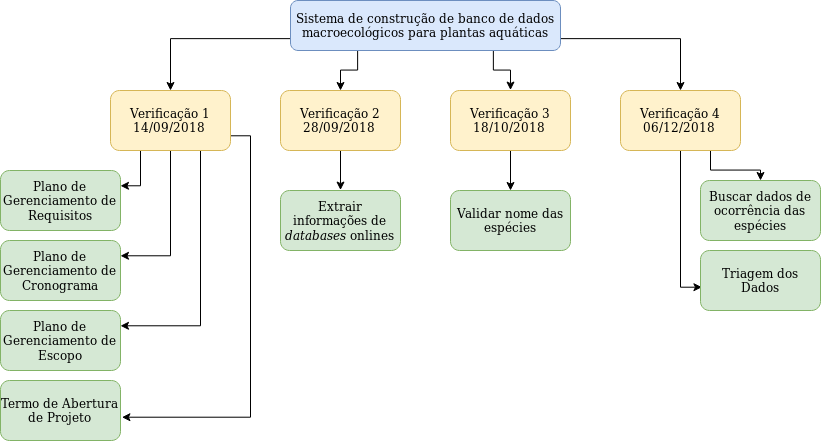 Sistema de construção de banco de dados
macroecológicos para plantas aquáticas
Verificação 1
14/09/2018
Verificação 2
28/09/2018
Verificação 3
18/10/2018
Verificação 4
06/12/2018
Plano de
Gerenciamento de
Requisitos
Plano de
Gerenciamento de
Cronograma
Plano de
Gerenciamento de
Escopo
Termo de Abertura
de Projeto
Extrair
informações de
databases onlines
Validar nome das
espécies
Buscar dados de
ocorrência das
espécies
Triagem dos
Dados